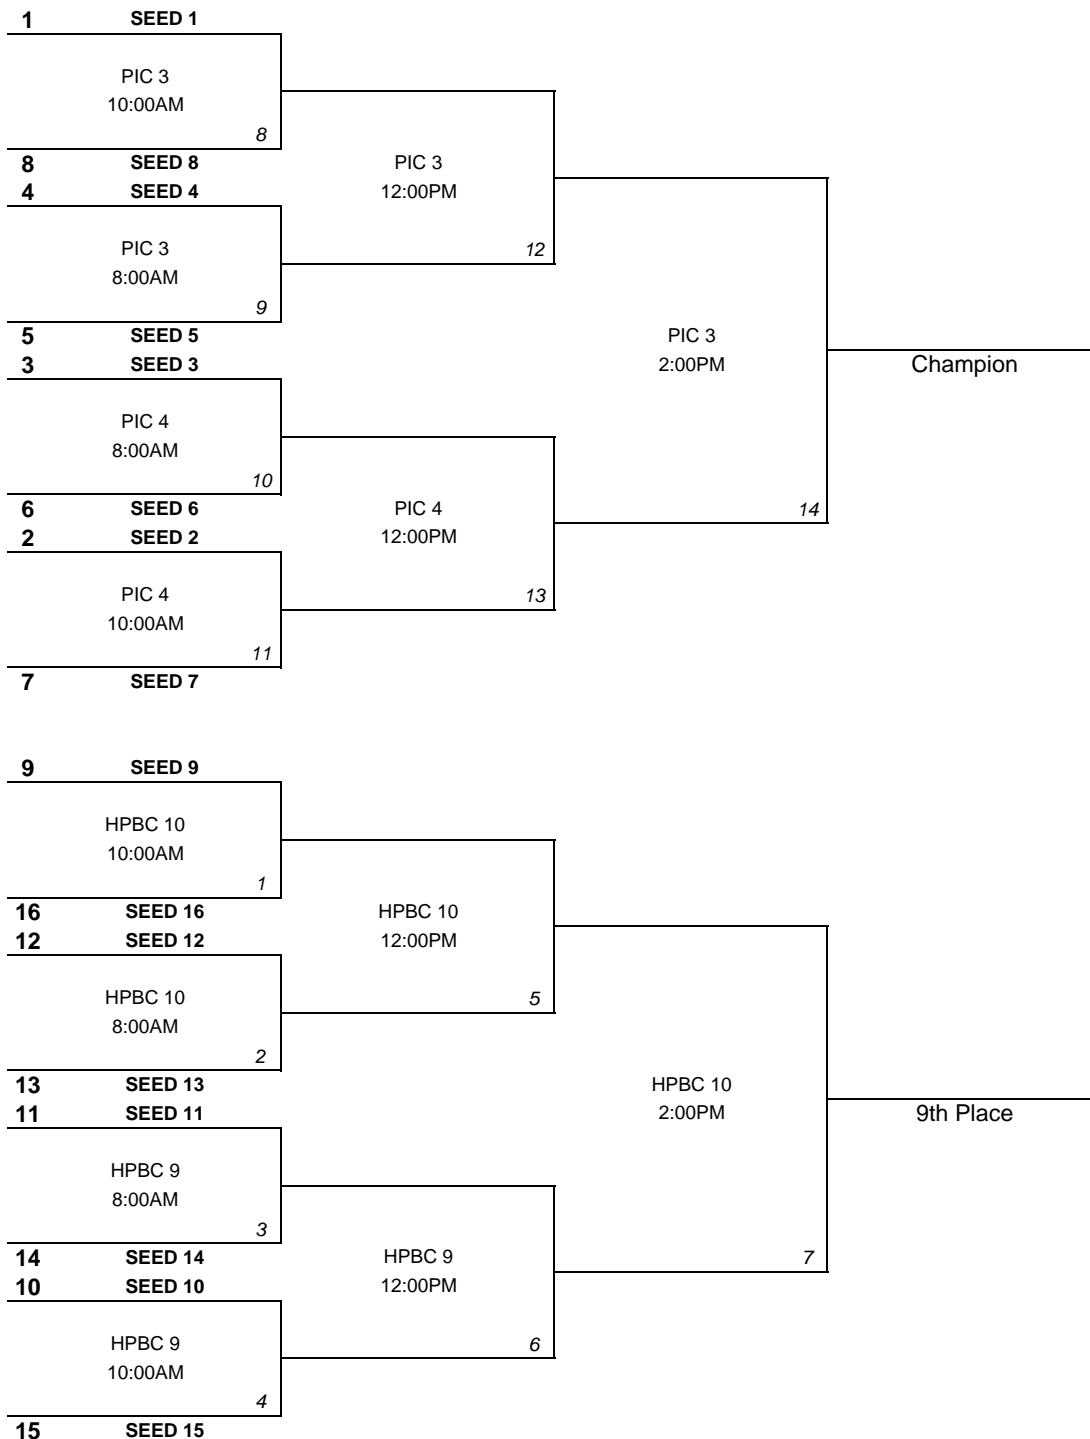 1 SEED 1
PIC 3
10:00AM
8
8 SEED 8
PIC 3
4 SEED 4
12:00PM
PIC 3
12
8:00AM
9
5 SEED 5
PIC 3
3 SEED 3
2:00PM
Champion
PIC 4
8:00AM
10
6 SEED 6
PIC 4
14
2 SEED 2
12:00PM
PIC 4
13
10:00AM
11
7 SEED 7
9 SEED 9
HPBC 10
10:00AM
1
16 SEED 16
HPBC 10
12 SEED 12
12:00PM
HPBC 10
5
8:00AM
2
13 SEED 13
HPBC 10
11 SEED 11
2:00PM
9th Place
HPBC 9
8:00AM
3
14 SEED 14
HPBC 9
7
10 SEED 10
12:00PM
HPBC 9
6
10:00AM
4
15 SEED 15